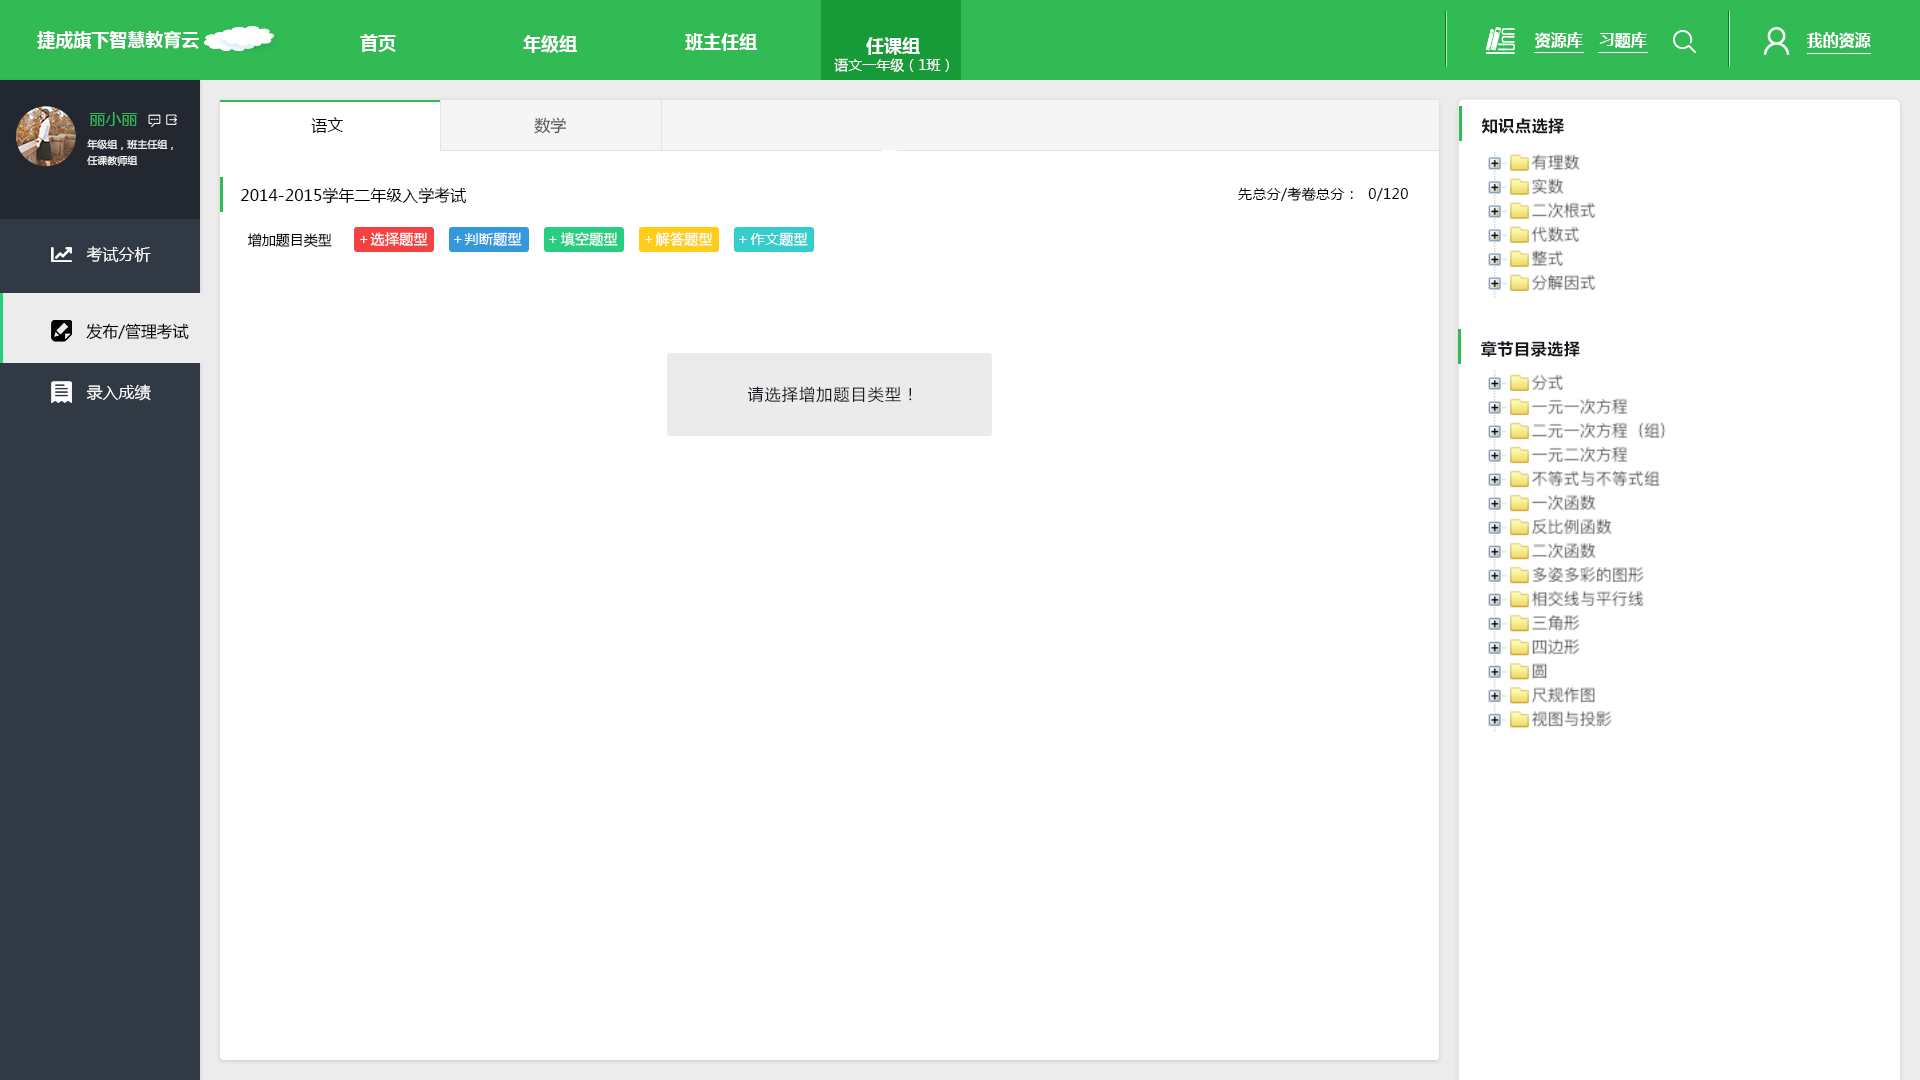 捷成旗下智慧教育云
首页
年级组
班主任组
任课组
语文一年级（1班）
资源库
习题库
我的资源
丽小丽
年级组，班主任组，
任课教师组
考试分析
发布/管理考试
录入成绩
语文
数学
2014-2015学年二年级入学考试
先总分/考卷总分： 0/120
增加题目类型
+ 选择题型
+ 判断题型
+ 填空题型
+ 解答题型
+ 作文题型
请选择增加题目类型！
知识点选择
有理数
实数
二次根式
代数式
整式
分解因式
章节目录选择
分式
一元一次方程
二元一次方程（组）
一元二次方程
不等式与不等式组
一次函数
反比例函数
二次函数
多姿多彩的图形
相交线与平行线
三角形
四边形
圆
尺规作图
视图与投影